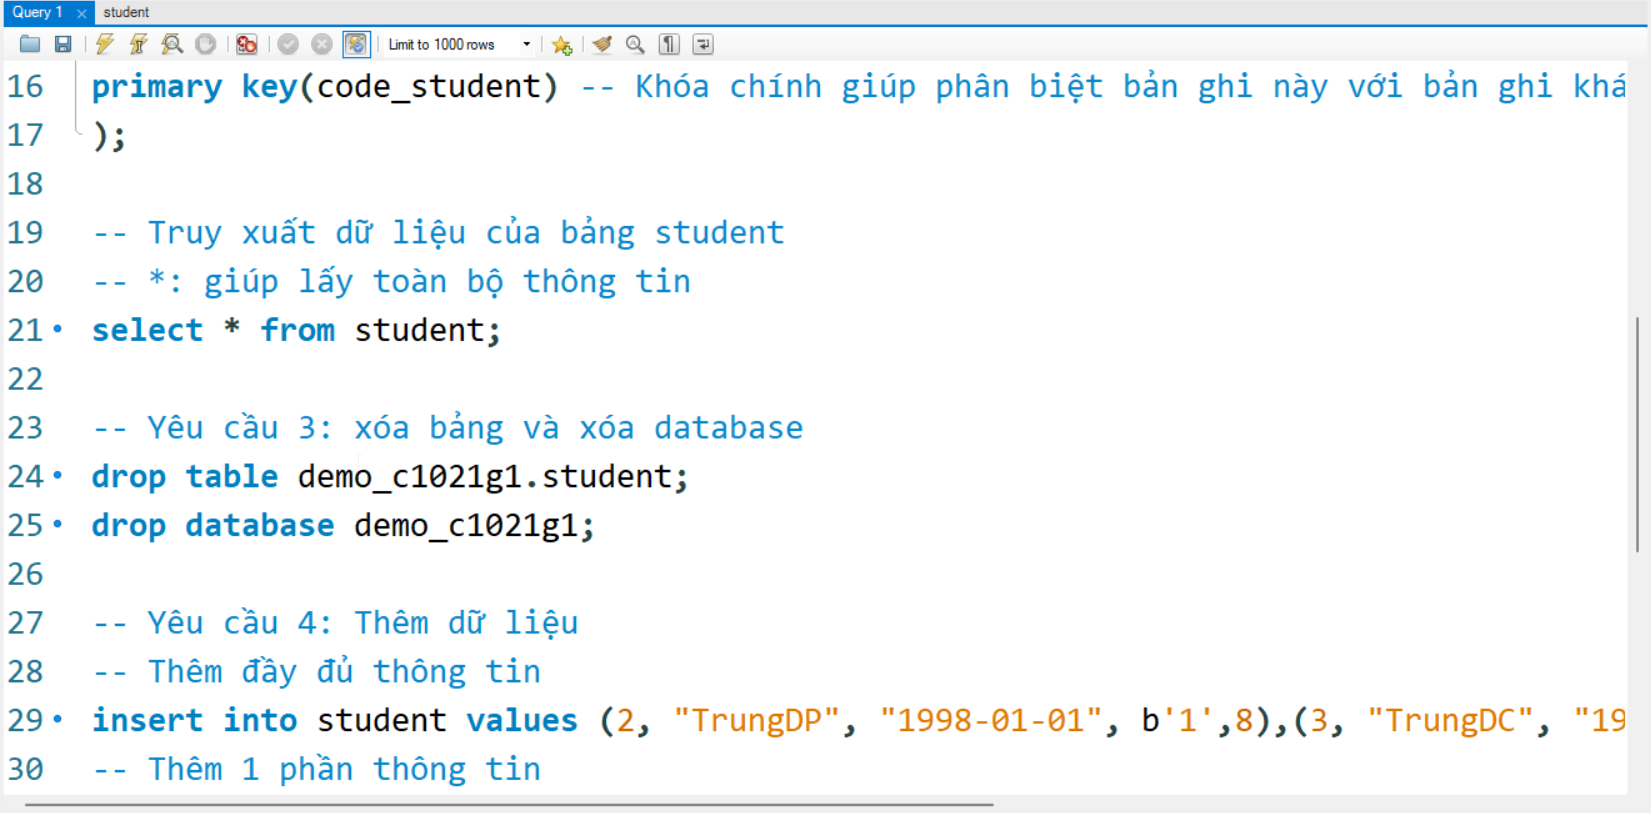 Query 1 student
Limit to 1000 rows
16 primary key(code_student) -- Khóa chính giúp phân biệt bản ghi này với bản ghi khá
17 );
18
19 -- Truy xuất dữ liệu của bảng student
20 -- *: giúp lấy toàn bộ thông tin
21 select * from student;
22
23 -- Yêu cầu 3: xóa bảng và xóa database
24 drop table demo_c1021g1.student;
25 drop database demo_c1021g1;
26
27 -- Yêu cầu 4: Thêm dữ liệu
28 -- Thêm đầy đủ thông tin
29 insert into student values (2, "TrungDP", "1998-01-01", b'1',8),(3, "TrungDC", "19
30 -- Thêm 1 phần thông tin